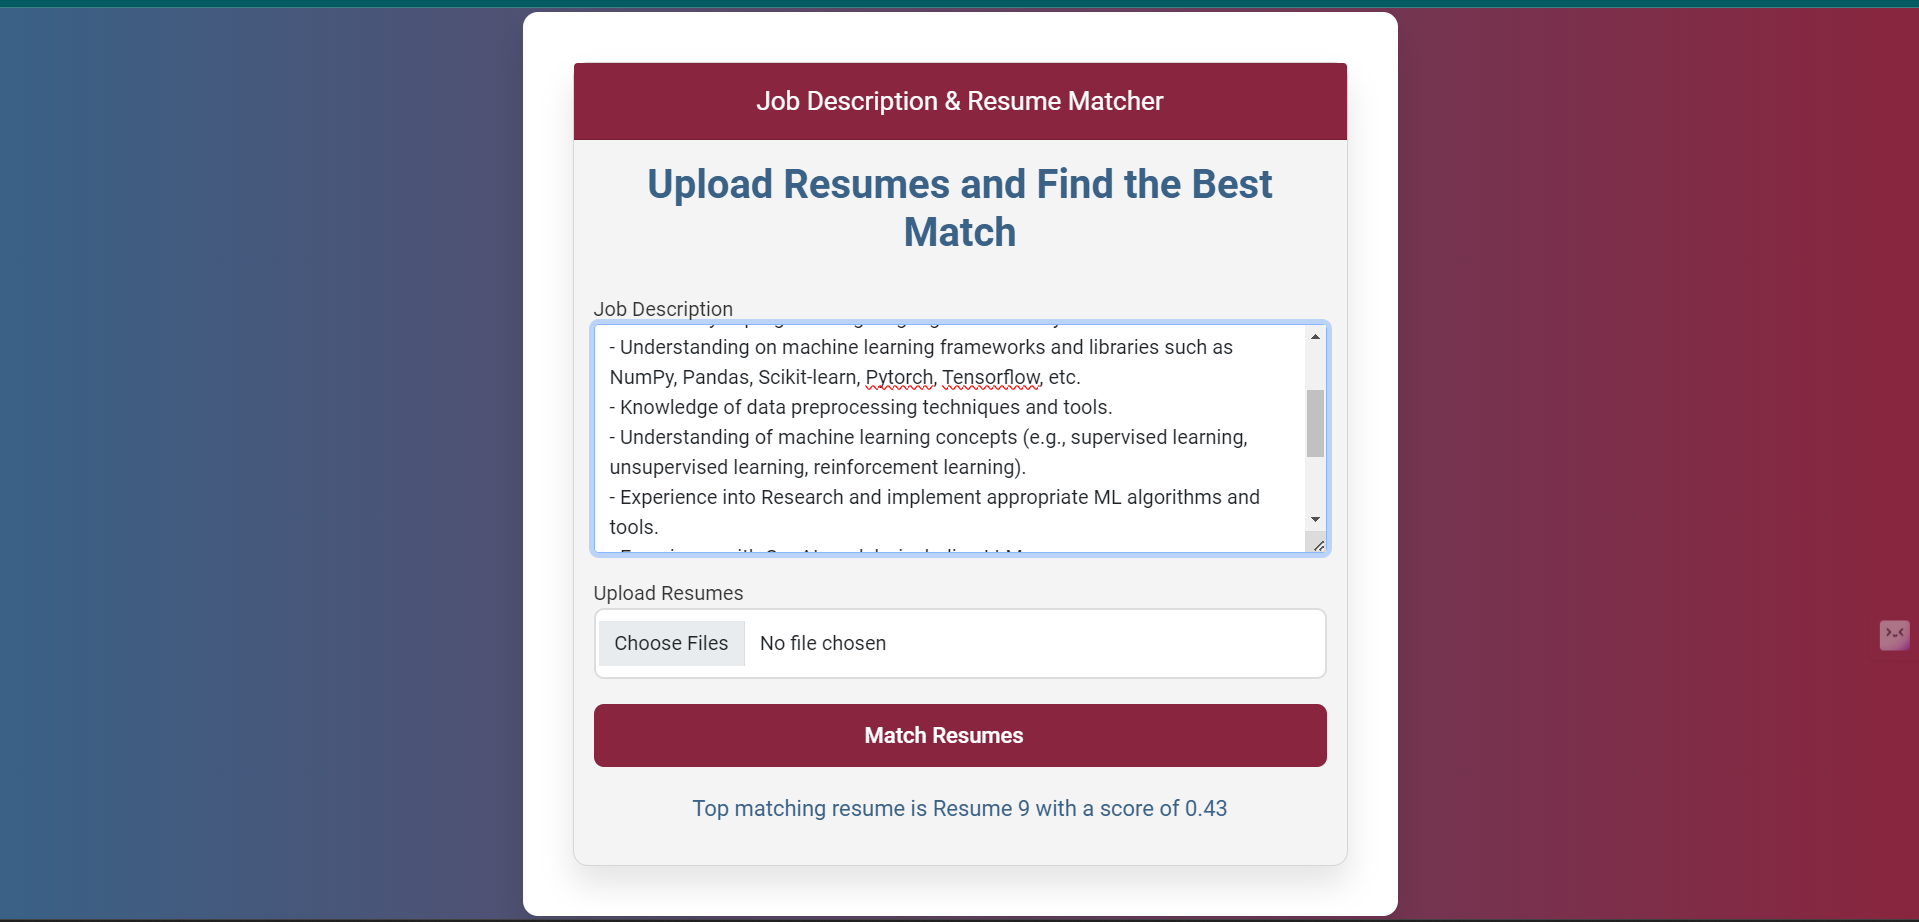 Job Description & Resume Matcher
Upload Resumes and Find the Best
Match
Job Description
- Understanding on machine learning frameworks and libraries such as
NumPy, Pandas, Scikit-learn, Pytorch, Tensorflow, etc.
- Knowledge of data preprocessing techniques and tools.
- Understanding of machine learning concepts (e.g., supervised learning,
unsupervised learning, reinforcement learning).
- Experience into Research and implement appropriate ML algorithms and
tools.
Upload Resumes
Choose Files No file chosen
Match Resumes
Top matching resume is Resume 9 with a score of 0.43